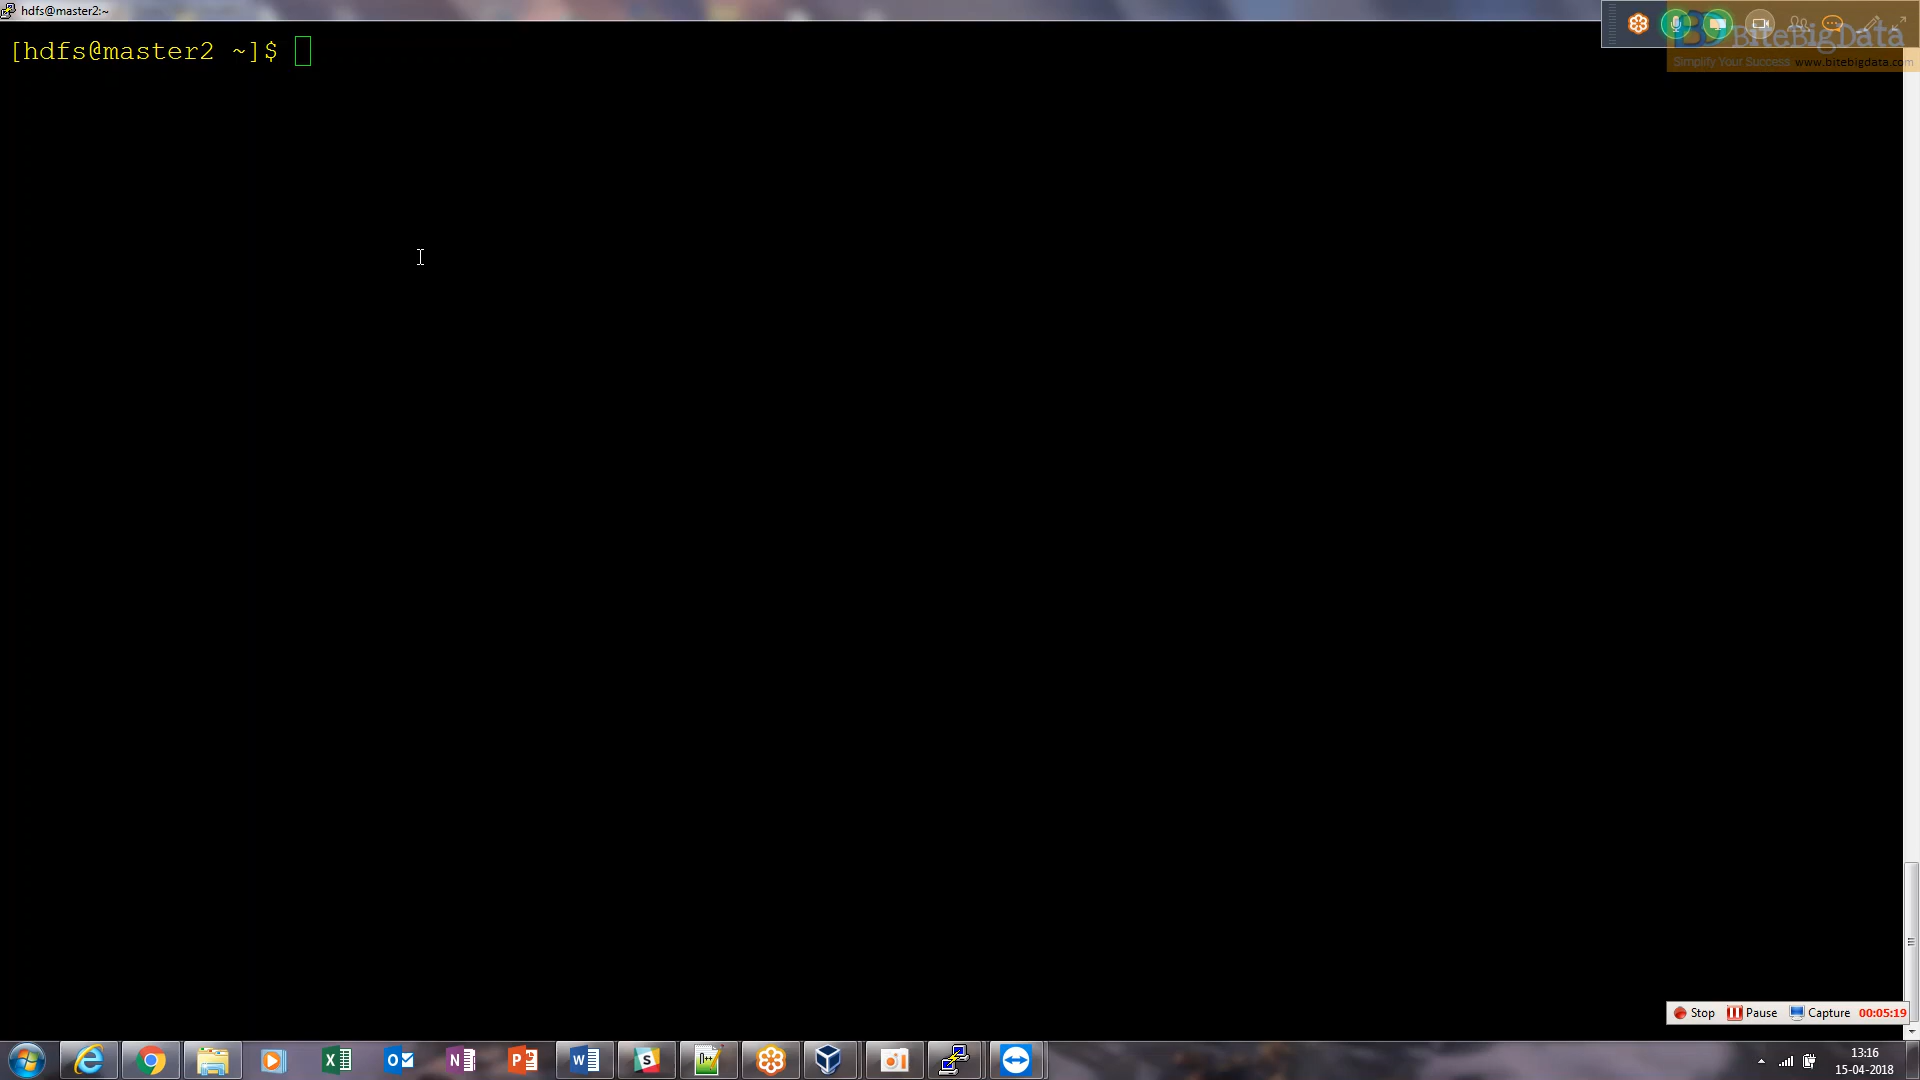 hdfs@master2:~
[hdfs@master2 ~]$
BiteBigData
Simplify Your Success www.bitebigdata.com
Stop Pause Capture 00:05:19
13:16
15-04-2018